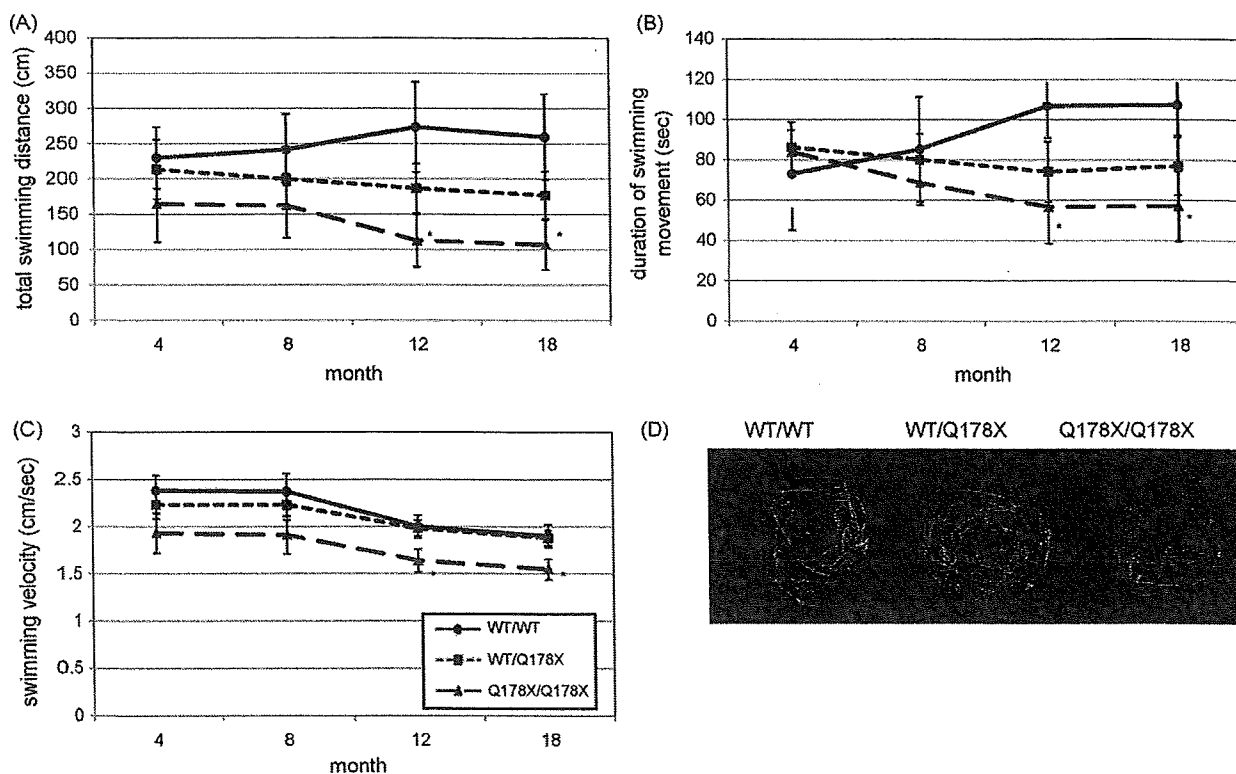 (A)
total swimming distance (cm)
400
350
300
250
200
150
100
50
0
*
*
4 8 12 18
month
(B)
duration of swimming
movement (sec)
140
120
100
80
60
40
20
0
*
*
4 8 12 18
month
(C)
swimming velocity (cm/sec)
3
2.5
2
1.5
1
0.5
0
*
*
WT/WT
WT/Q178X
Q178X/Q178X
4 8 12 18
month
(D)
WT/WT WT/Q178X Q178X/Q178X